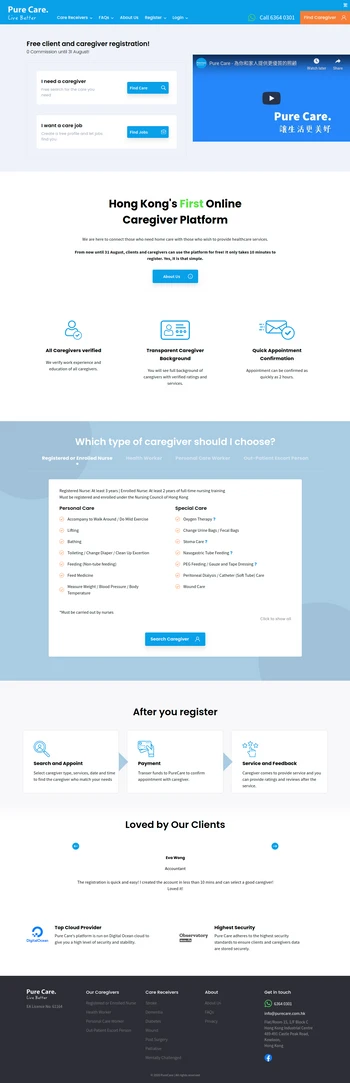 Pure Care.
Live Better
Care Receivers
FAQs
About Us
Register
Login
Call 6364 0301
Find Caregiver
Free client and caregiver registration!
0 Commission until 31 August!
I need a caregiver
Free search for the care you need
Find Care
I want a care job
Create a free profile and let jobs find you
Find Jobs
Pure Care - 為你和家人提供更優質的照顧
Watch later
Share
Pure Care.
讓生活更美好
Hong Kong's First Online
Caregiver Platform
We are here to connect those who need home care with those who wish to provide healthcare services.
From now until 31 August, clients and caregivers can use the platform for free! It only takes 10 minutes to
register. Yes, it is that simple.
About Us
All Caregivers verified
We verify work experience and
education of all caregivers.
Transparent Caregiver
Background
You will see full background of
caregivers with verified ratings and
services.
Quick Appointment
Confirmation
Appointment can be confirmed as
quickly as 2 hours.
Which type of caregiver should I choose?
Registered or Enrolled Nurse
Health Worker
Personal Care Worker
Out-Patient Escort Person
Registered Nurse: At least 3 years | Enrolled Nurse: At least 2 years of full-time nursing training
Must be registered and enrolled under the Nursing Council of Hong Kong
Personal Care
Accompany to Walk Around / Do Mild Exercise
Lifting
Bathing
Toileting / Change Diaper / Clean Up Excretion
Feeding (Non-tube feeding)
Feed Medicine
Measure Weight / Blood Pressure / Body
Temperature
Special Care
Oxygen Therapy ?
Change Urine Bags / Fecal Bags
Stoma Care ?
Nasogastric Tube Feeding ?
PEG Feeding / Gauze and Tape Dressing ?
Peritoneal Dialysis / Catheter (Soft Tube) Care
Wound Care
*Must be carried out by nurses
Click to show all
Search Caregiver
After you register
Search and Appoint
Select caregiver type, services, date and time
to find the caregiver who match your needs
Payment
Transfer funds to PureCare to confirm
appointment with caregiver.
Service and Feedback
Caregiver comes to provide service and you
can provide ratings and reviews after the
service
Loved by Our Clients
Eva Wong
Accountant
The registration is quick and easy! I created the account in less than 10 mins and can select a good caregiver!
Loved it!
DigitalOcean
Top Cloud Provider
Pure Care's platform is run on Digital Ocean cloud to
give you a high level of security and stability.
Observatory
Highest Security
Pure Care adheres to the highest security
standards to ensure clients and caregivers data
are stored securely.
Pure Care.
Live Better
Our Caregivers
Registered or Enrolled Nurse
Health Worker
Personal Care Worker
Out-Patient Escort Person
Care Receivers
Stroke
Dementia
Diabetes
Wound
Post Surgery
Palliative
Mentally Challenged
About
About Us
FAQs
Privacy
Get in touch
6364 0301
info@purecare.com.hk
Hong Kong Industrial Centre
489-491 Castle Peak Road,
Kowloon,
Hong Kong